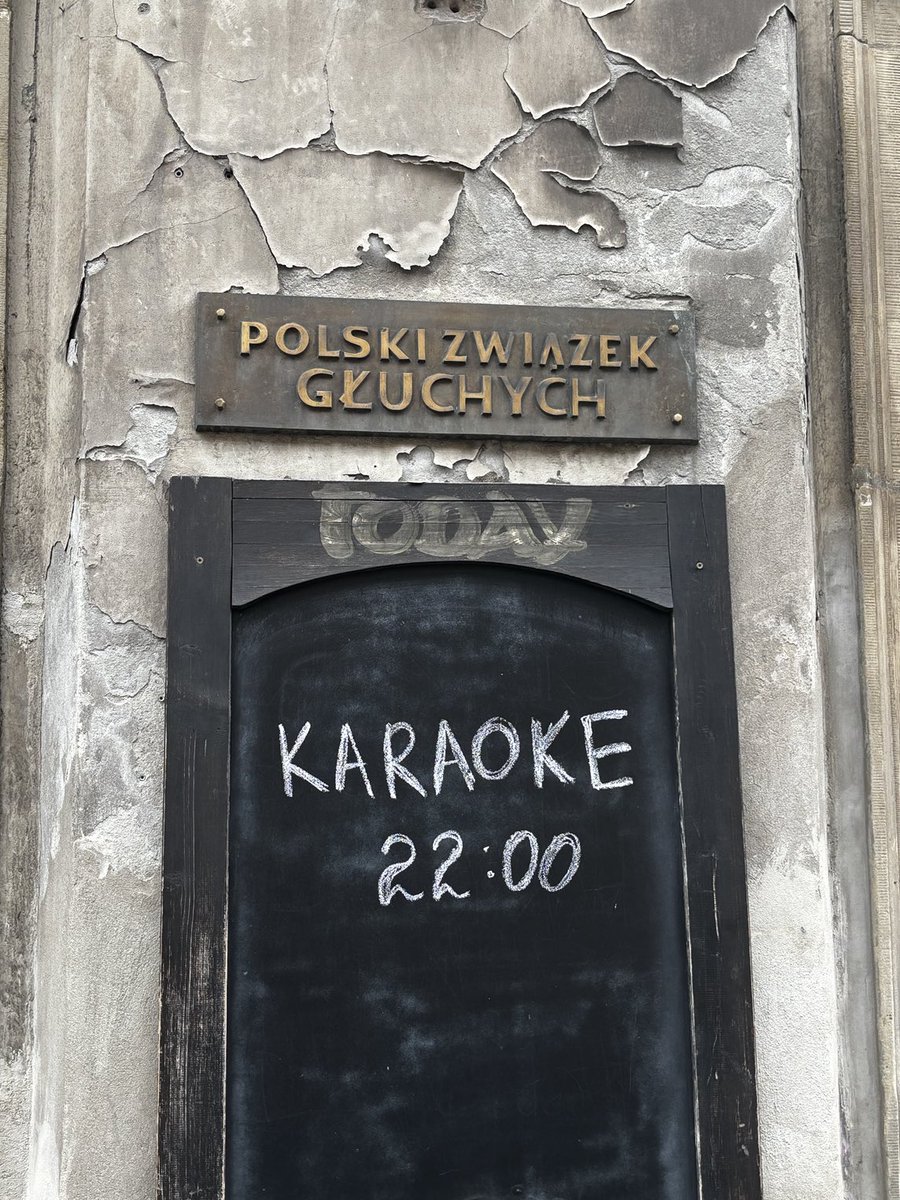 POLSKI ZWIĄZEK
GŁUCHYCH
TODAY
KARAOKE
22:00